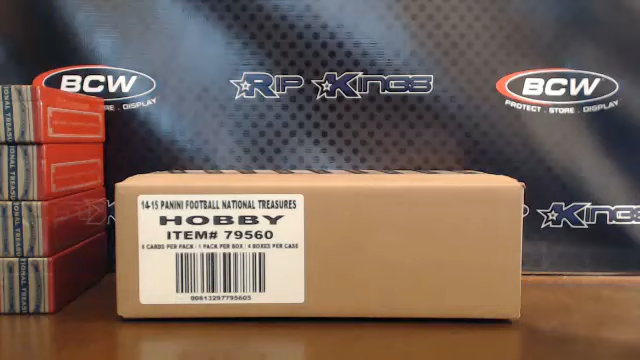 BCW
PROTECT . STORE . DISPLAY
RIP KINGS
BCW
PROTECT . STORE . DISPLAY
KINGS
14-15 PANINI FOOTBALL NATIONAL TREASURES
HOBBY
ITEM# 79560
8 CARDS PER PACK / 1 PACK PER BOX / 4 BOXES PER CASE
00613297795605